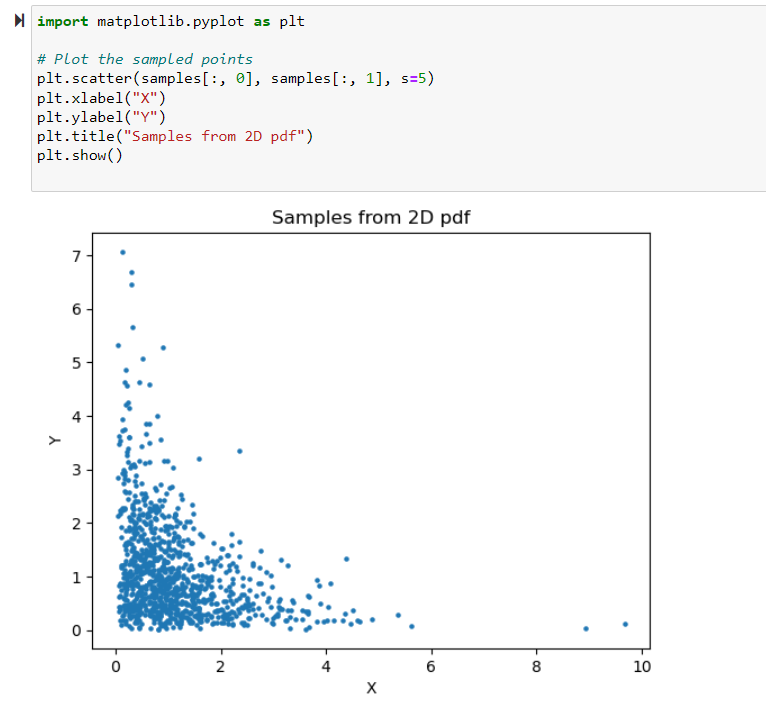 import matplotlib.pyplot as plt
# Plot the sampled points
plt.scatter(samples[:, 0], samples[:, 1], s=5)
plt.xlabel("X")
plt.ylabel("Y")
plt.title("Samples from 2D pdf")
plt.show()
Samples from 2D pdf
7
6
5
4
3
2
1
0
Y
0 2 4 6 8 10
X